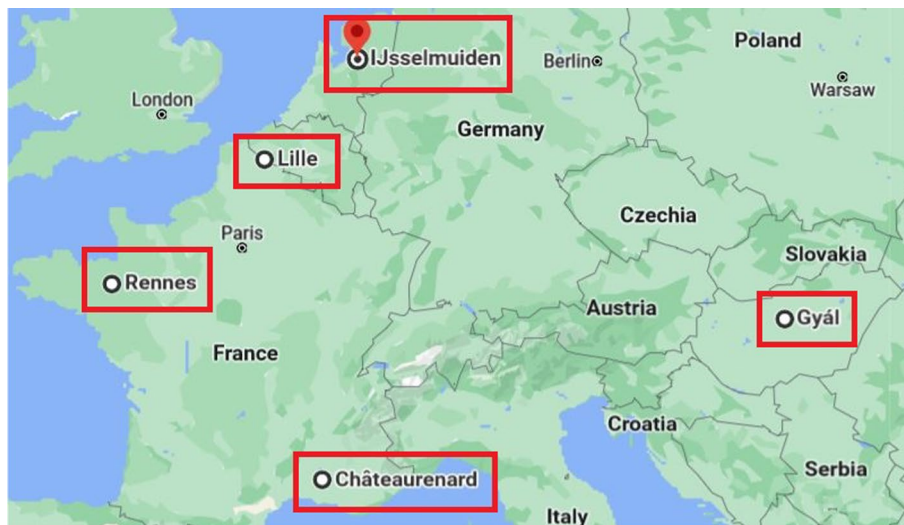 IJsselmuiden
Poland
Berlin
Warsaw
London
Germany
Lille
Czechia
Paris
Slovakia
Rennes
Austria
Gyál
France
Croatia
Châteaurenard
Serbia
Italy